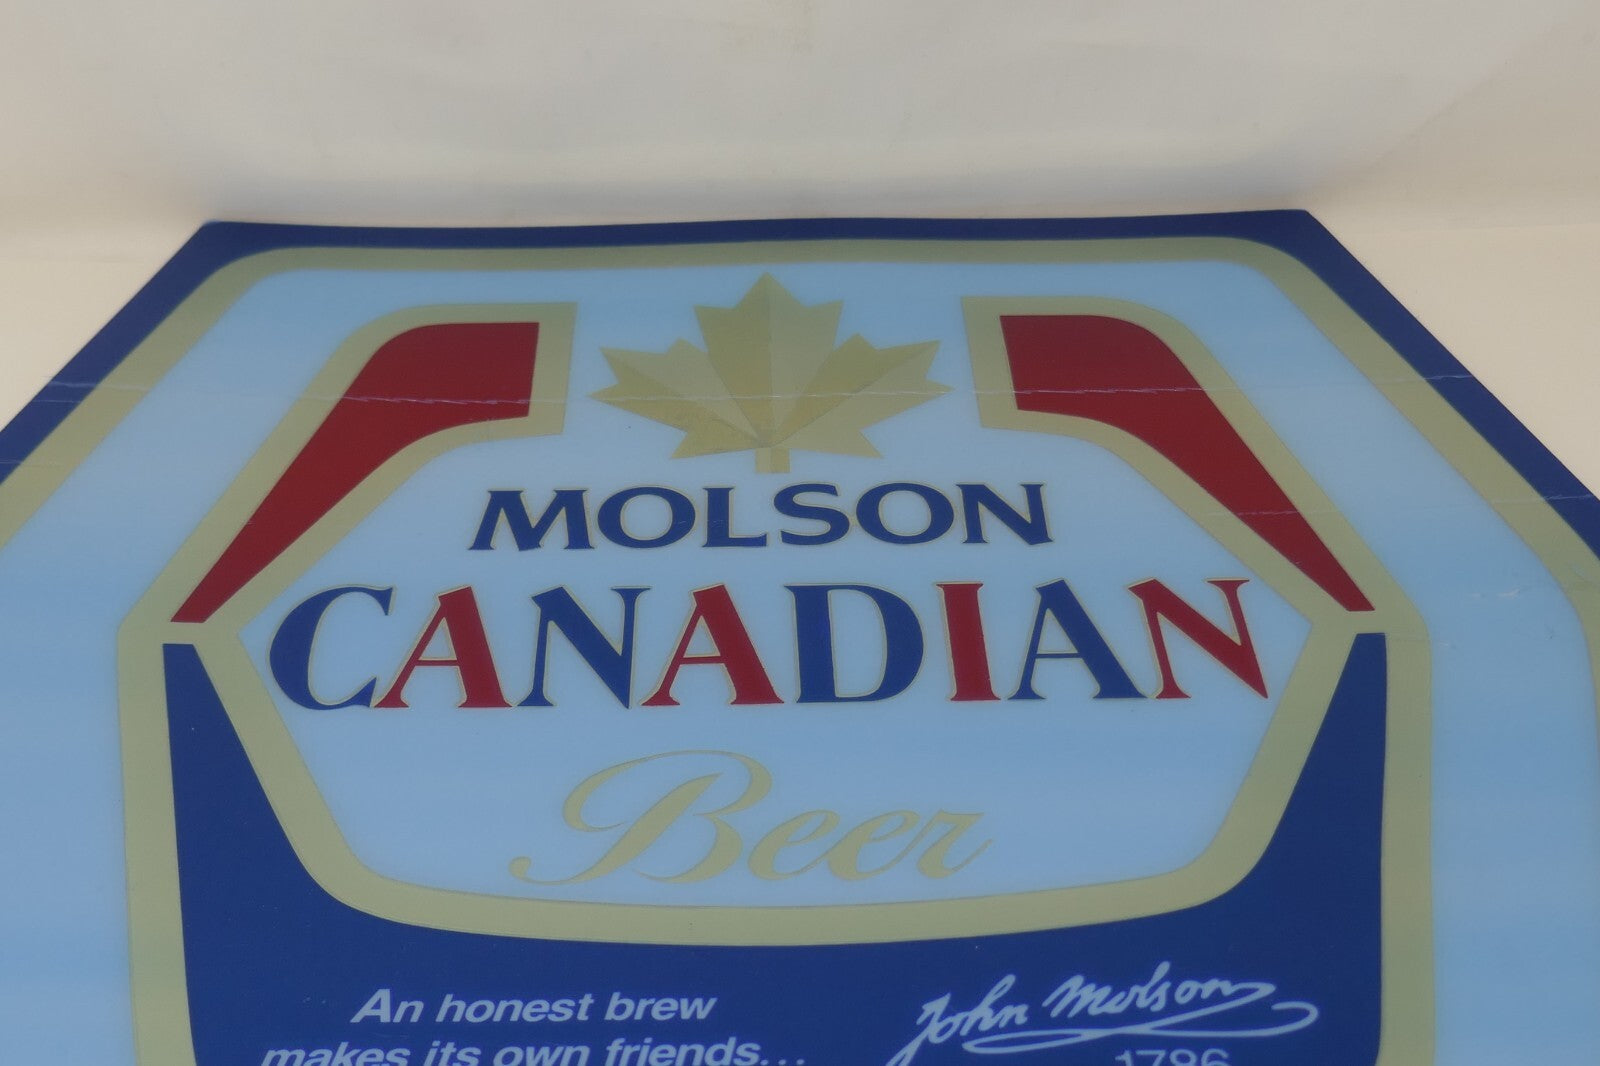 MOLSON
CANADIAN
Beer
An honest brew
makes its own friends...
John Molson
1786